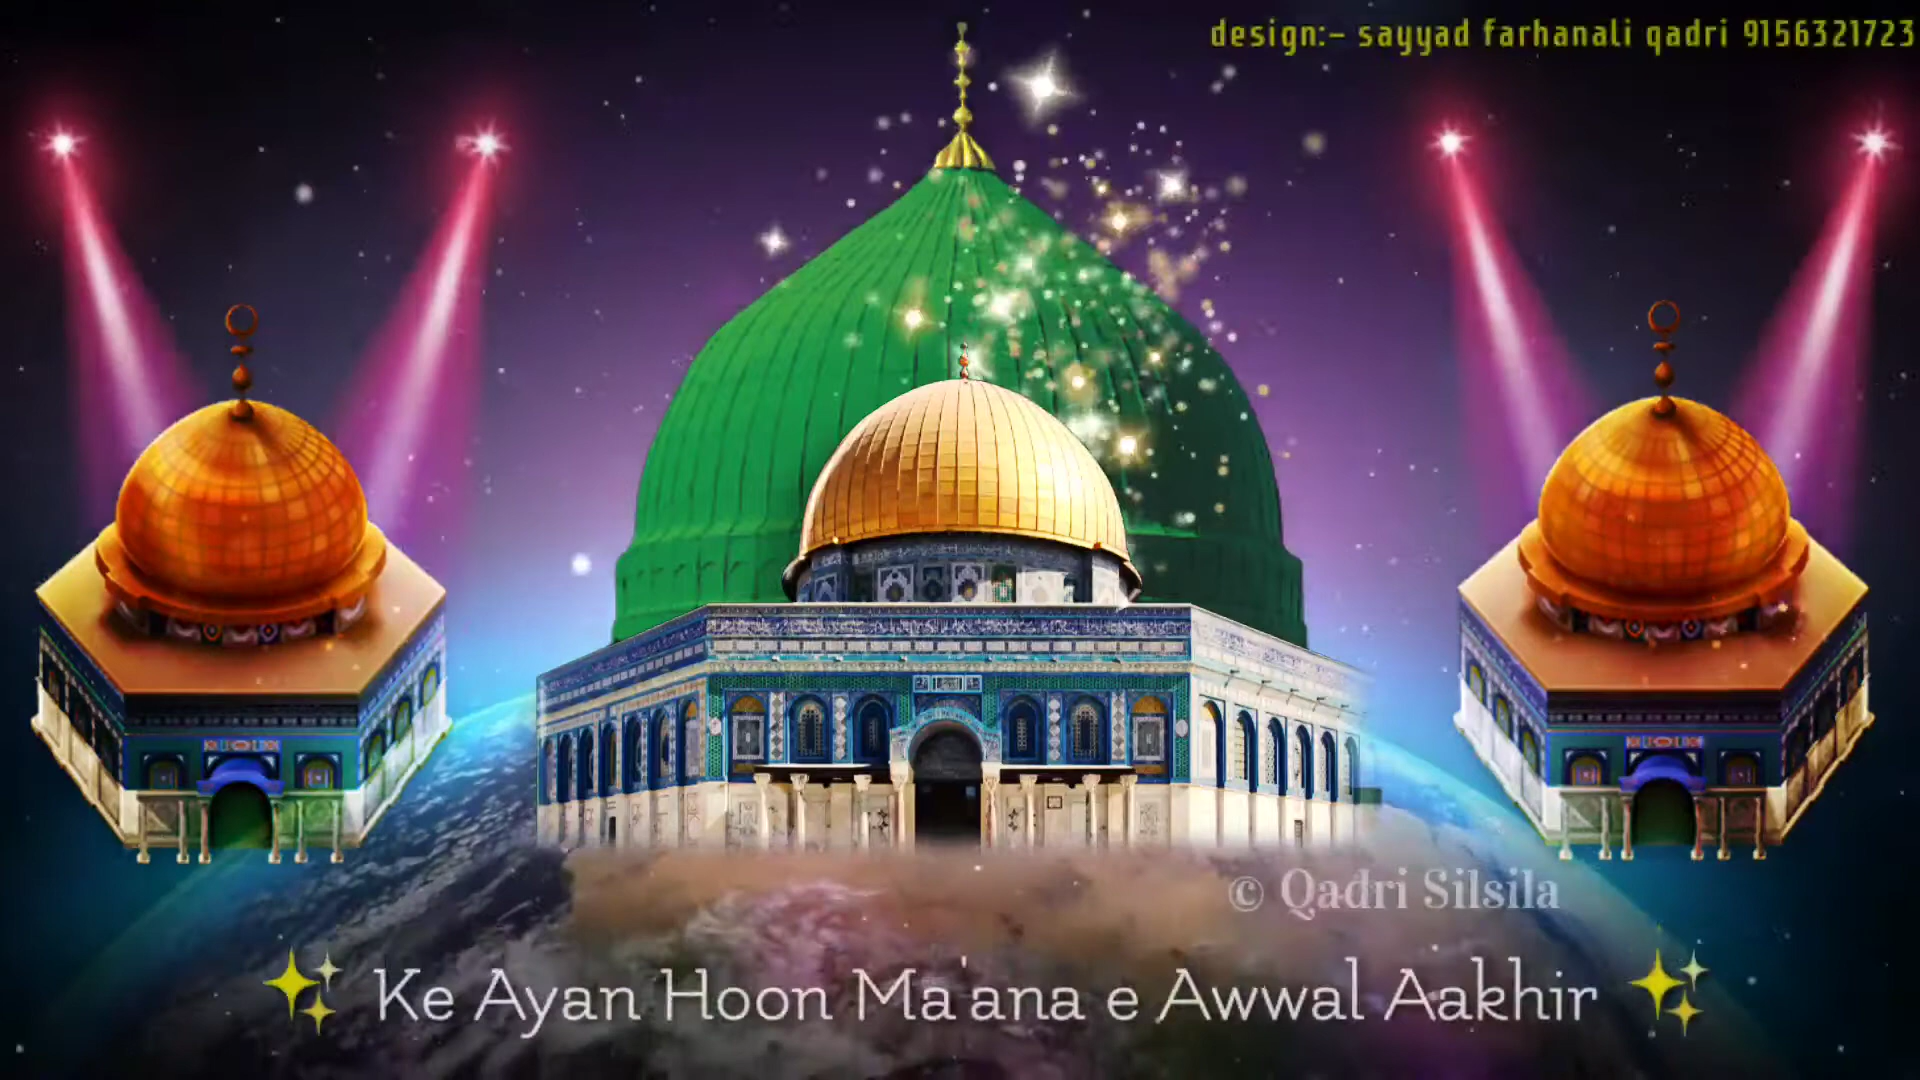 design:- sayyad farhanali qadri 9156321723
© Qadri Silsila
Ke Ayan Hoon Ma'ana e Awwal Aakhir